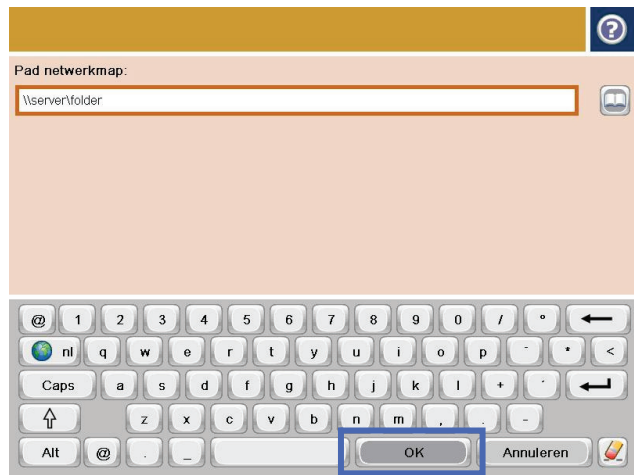 ?
Pad netwerkmap:
\\server\folder
@ 1 2 3 4 5 6 7 8 9 0 / °
nl q w e r t y u i o p ¨ * <
Caps a s d f g h j k l + ´
z x c v b n m , . -
Alt @ . _ OK Annuleren